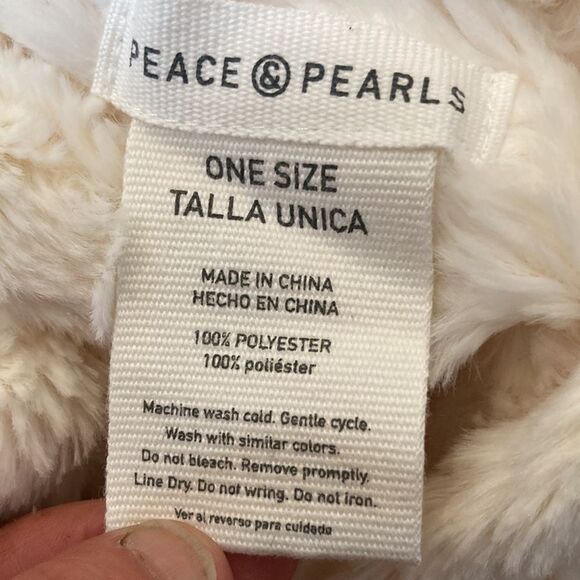 PEACE & PEARLS
ONE SIZE
TALLA UNICA
MADE IN CHINA
HECHO EN CHINA
100% POLYESTER
100% poliéster
Machine wash cold. Gentle cycle.
Wash with similar colors.
Do not bleach. Remove promptly.
Line Dry. Do not wring. Do not iron.
Ver al reverso para cuidado